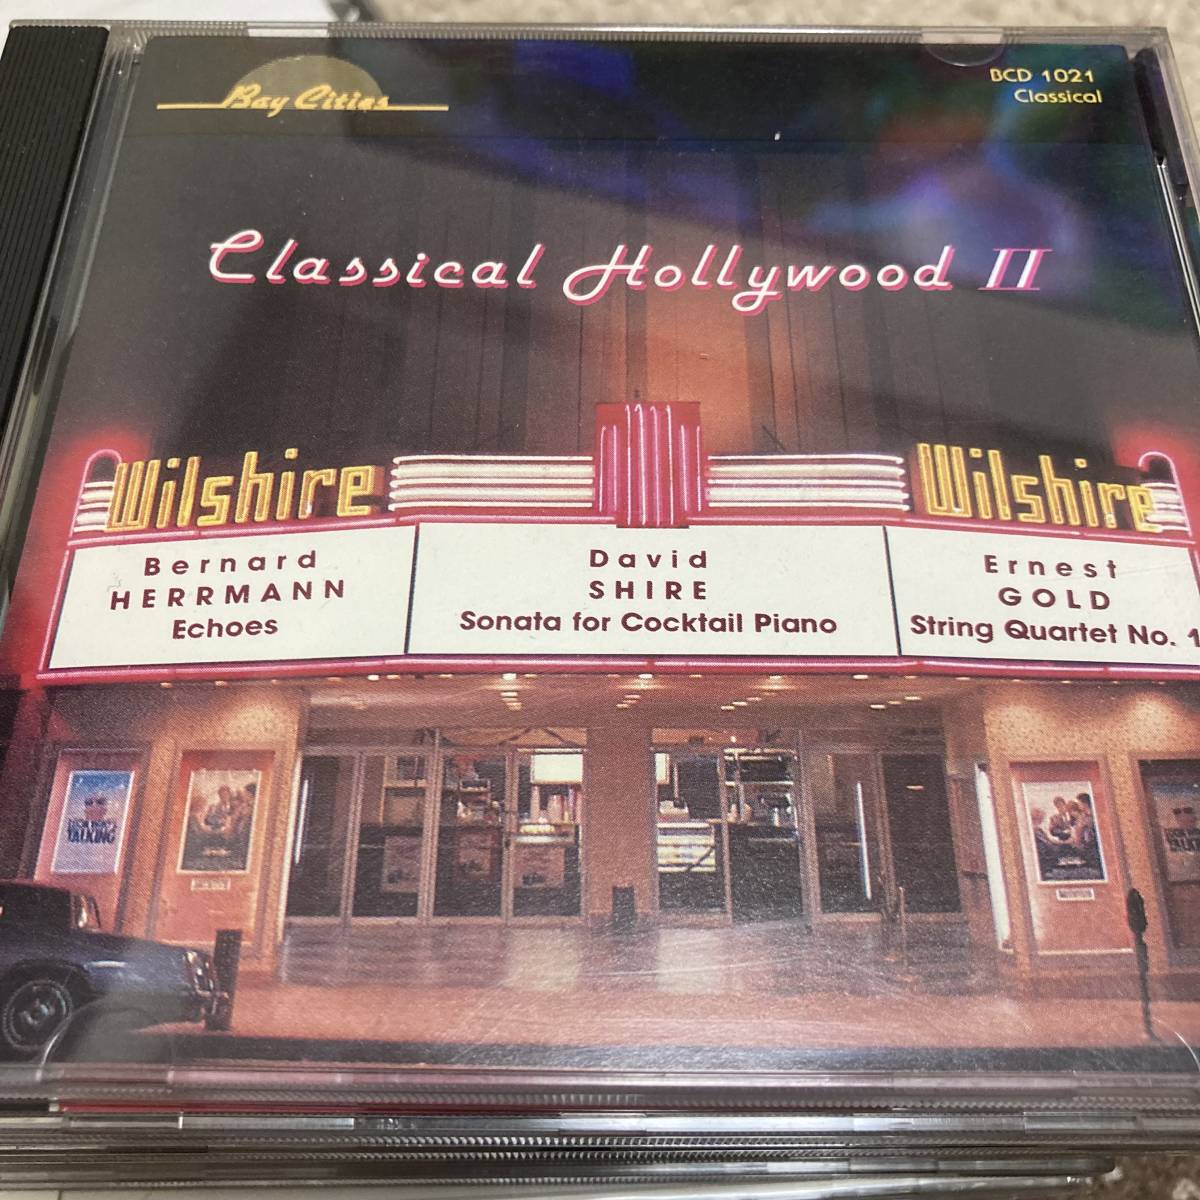 Bay Cities
BCD 1021
Classical
Classical Hollywood II
Wilshire
Wilshire
Bernard
HERRMANN
Echoes
David
SHIRE
Sonata for Cocktail Piano
Ernest
GOLD
String Quartet No. 1
TALKING